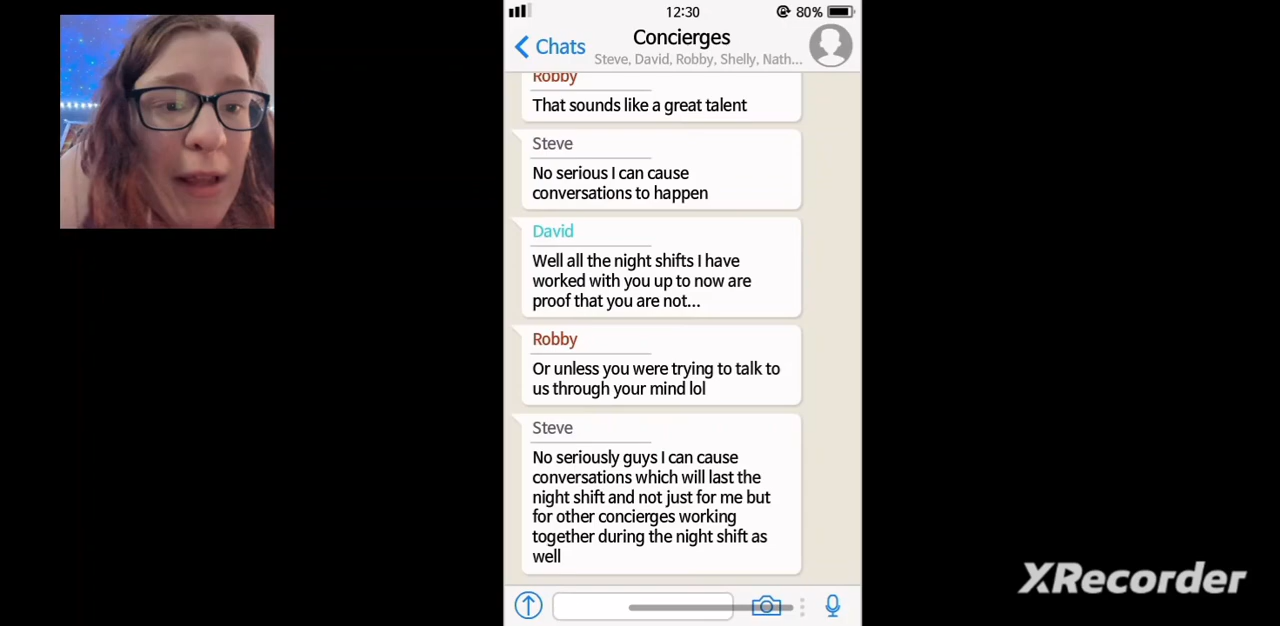 12:30
80%
Chats
Concierges
Steve, David, Robby, Shelly, Nath...
Robby
That sounds like a great talent
Steve
No serious I can cause
conversations to happen
David
Well all the night shifts I have
worked with you up to now are
proof that you are not...
Robby
Or unless you were trying to talk to
us through your mind lol
Steve
No seriously guys I can cause
conversations which will last the
night shift and not just for me but
for other concierges working
together during the night shift as
well
XRecorder